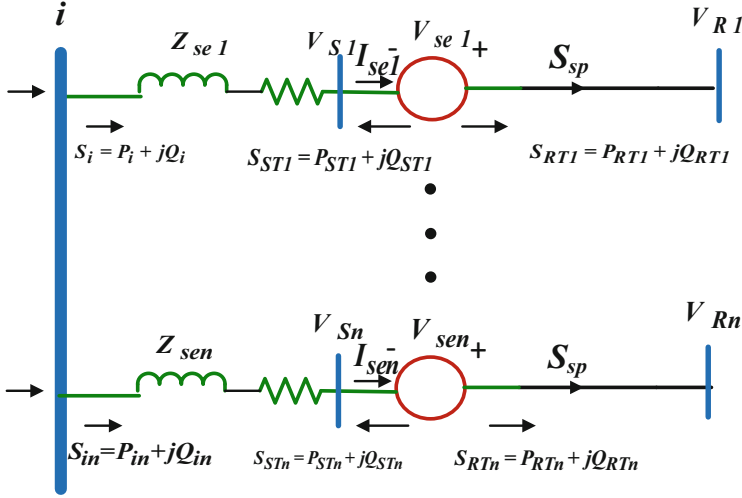 i
Z se 1
V S 1
I se1
-
V se 1
+
S sp
V R 1
S i = P i + jQ i
S ST1 = P ST1 + jQ ST1
S RT1 = P RT1 + jQ RT1
Z sen
V Sn
I sen
-
V sen
+
S sp
V Rn
S in = P in + jQ in
S STn = P STn + jQ STn
S RTn = P RTn + jQ RTn